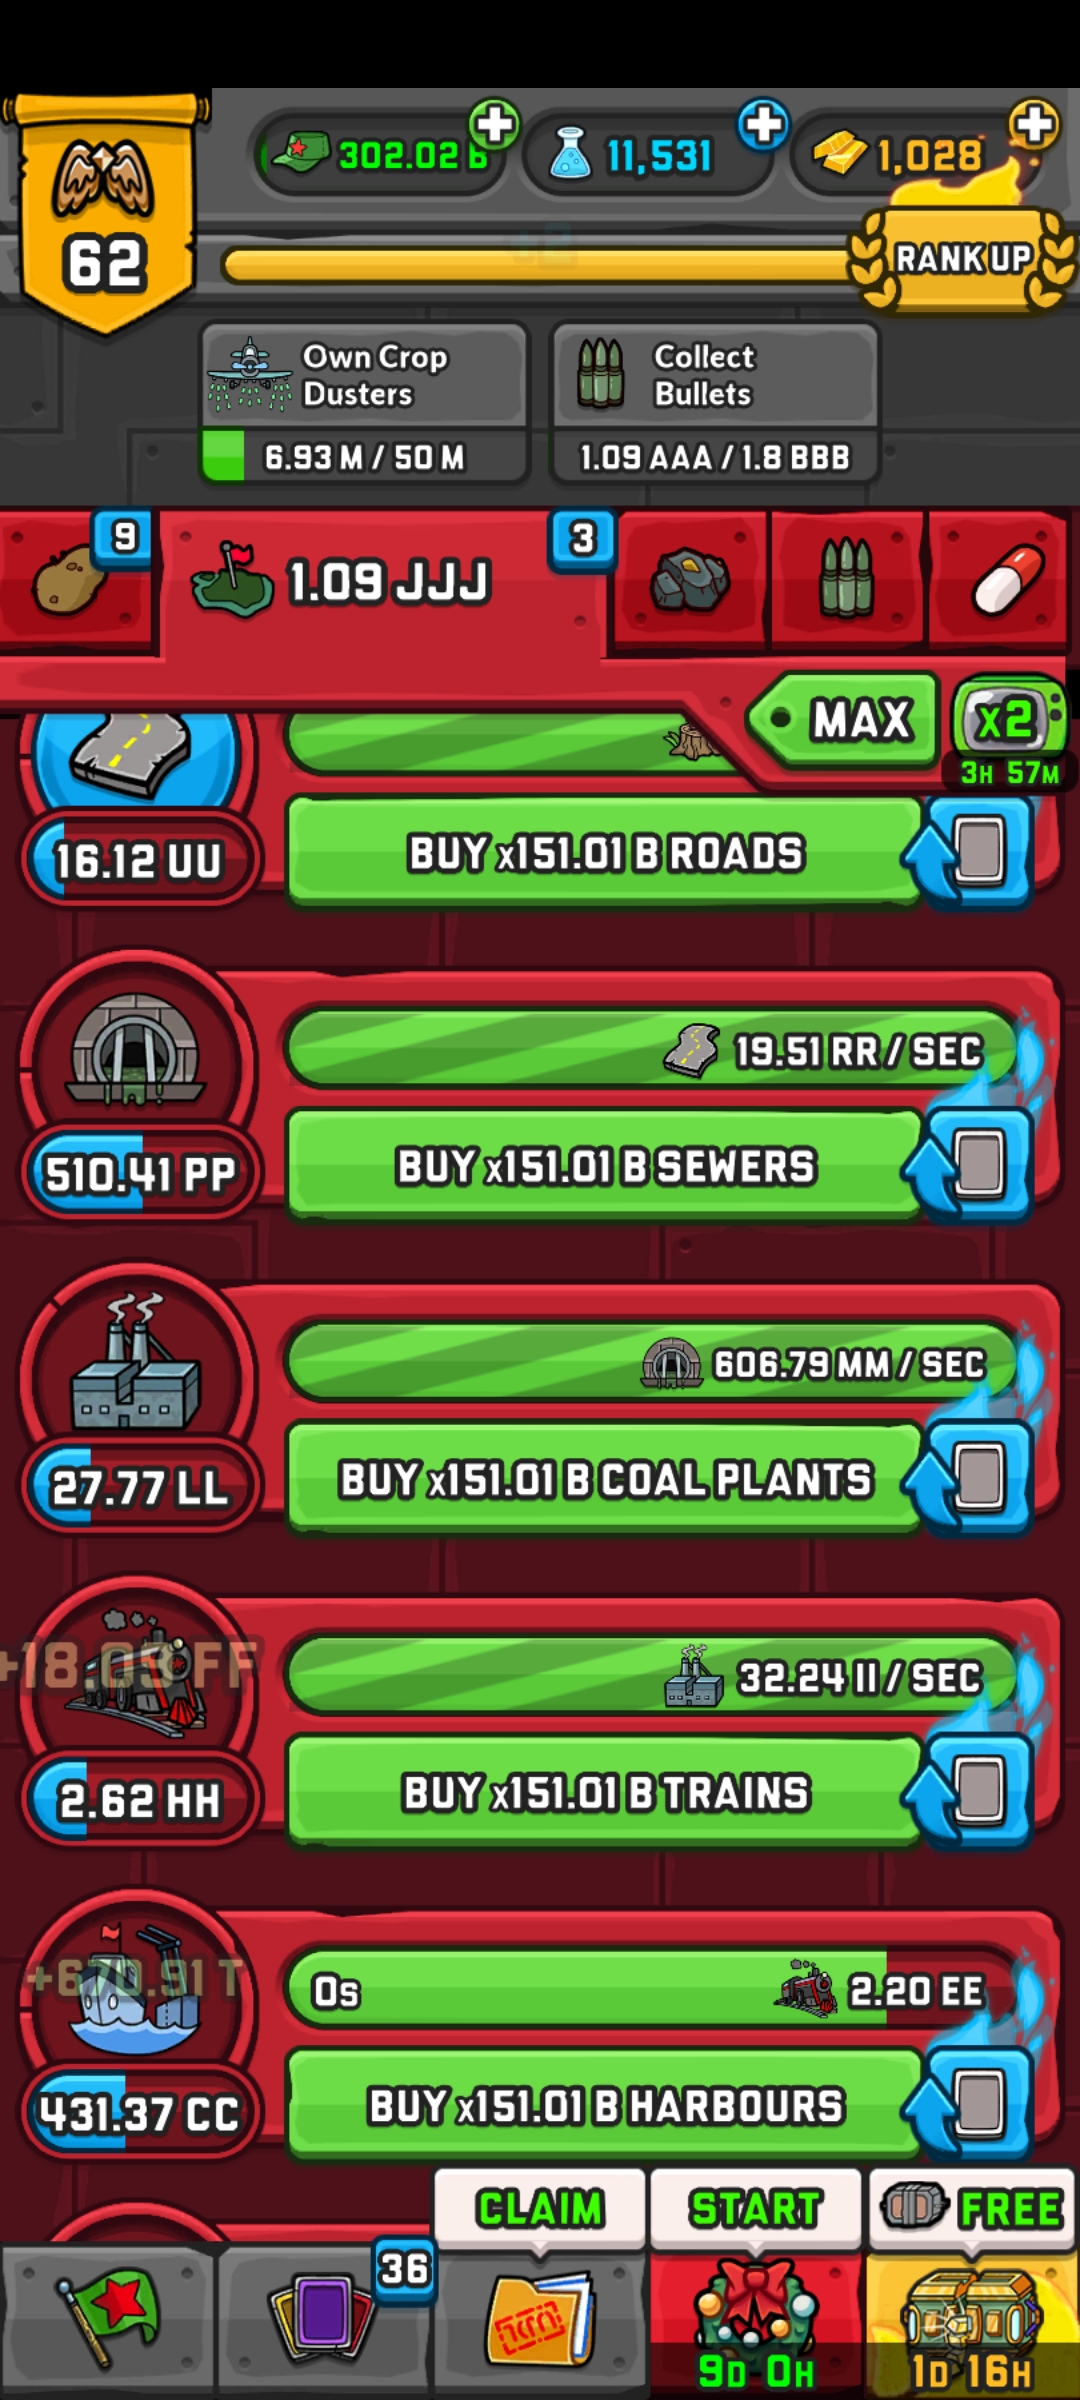 302.02 B
11,531
1,028
62
+2
RANK UP
Own Crop
Dusters
Collect
Bullets
6.93 M / 50 M
1.09 AAA / 1.8 BBB
9
1.09 JJJ
3
MAX
x2
3H 57M
16.12 UU
BUY x151.01 B ROADS
19.51 RR / SEC
510.41 PP
BUY x151.01 B SEWERS
606.79 MM / SEC
27.77 LL
BUY x151.01 B COAL PLANTS
+18.03 FF
32.24 II / SEC
2.62 HH
BUY x151.01 B TRAINS
+670.91 T
0s
2.20 EE
431.37 CC
BUY x151.01 B HARBOURS
CLAIM
START
FREE
36
9D 0H
1D 16H